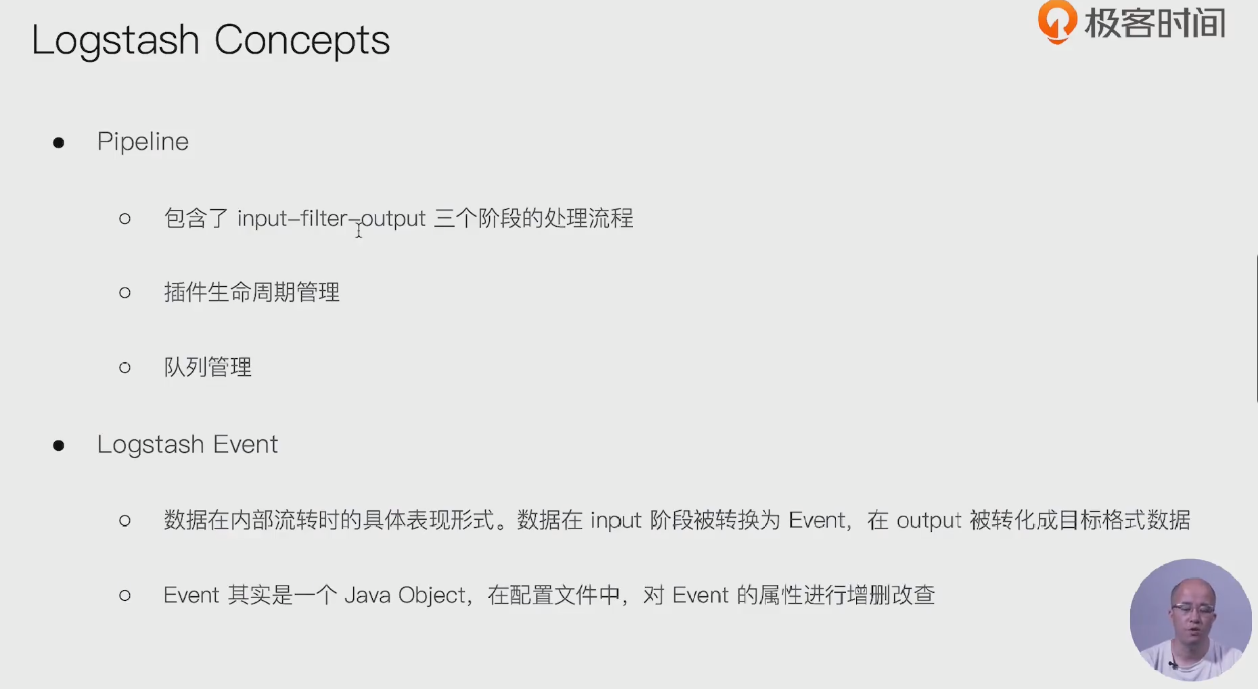 Logstash Concepts
极客时间
Pipeline
包含了 input–filter–output 三个阶段的处理流程
插件生命周期管理
队列管理
Logstash Event
数据在内部流转时的具体表现形式。数据在 input 阶段被转换为 Event，在 output 被转化成目标格式数据
Event 其实是一个 Java Object，在配置文件中，对 Event 的属性进行增删改查